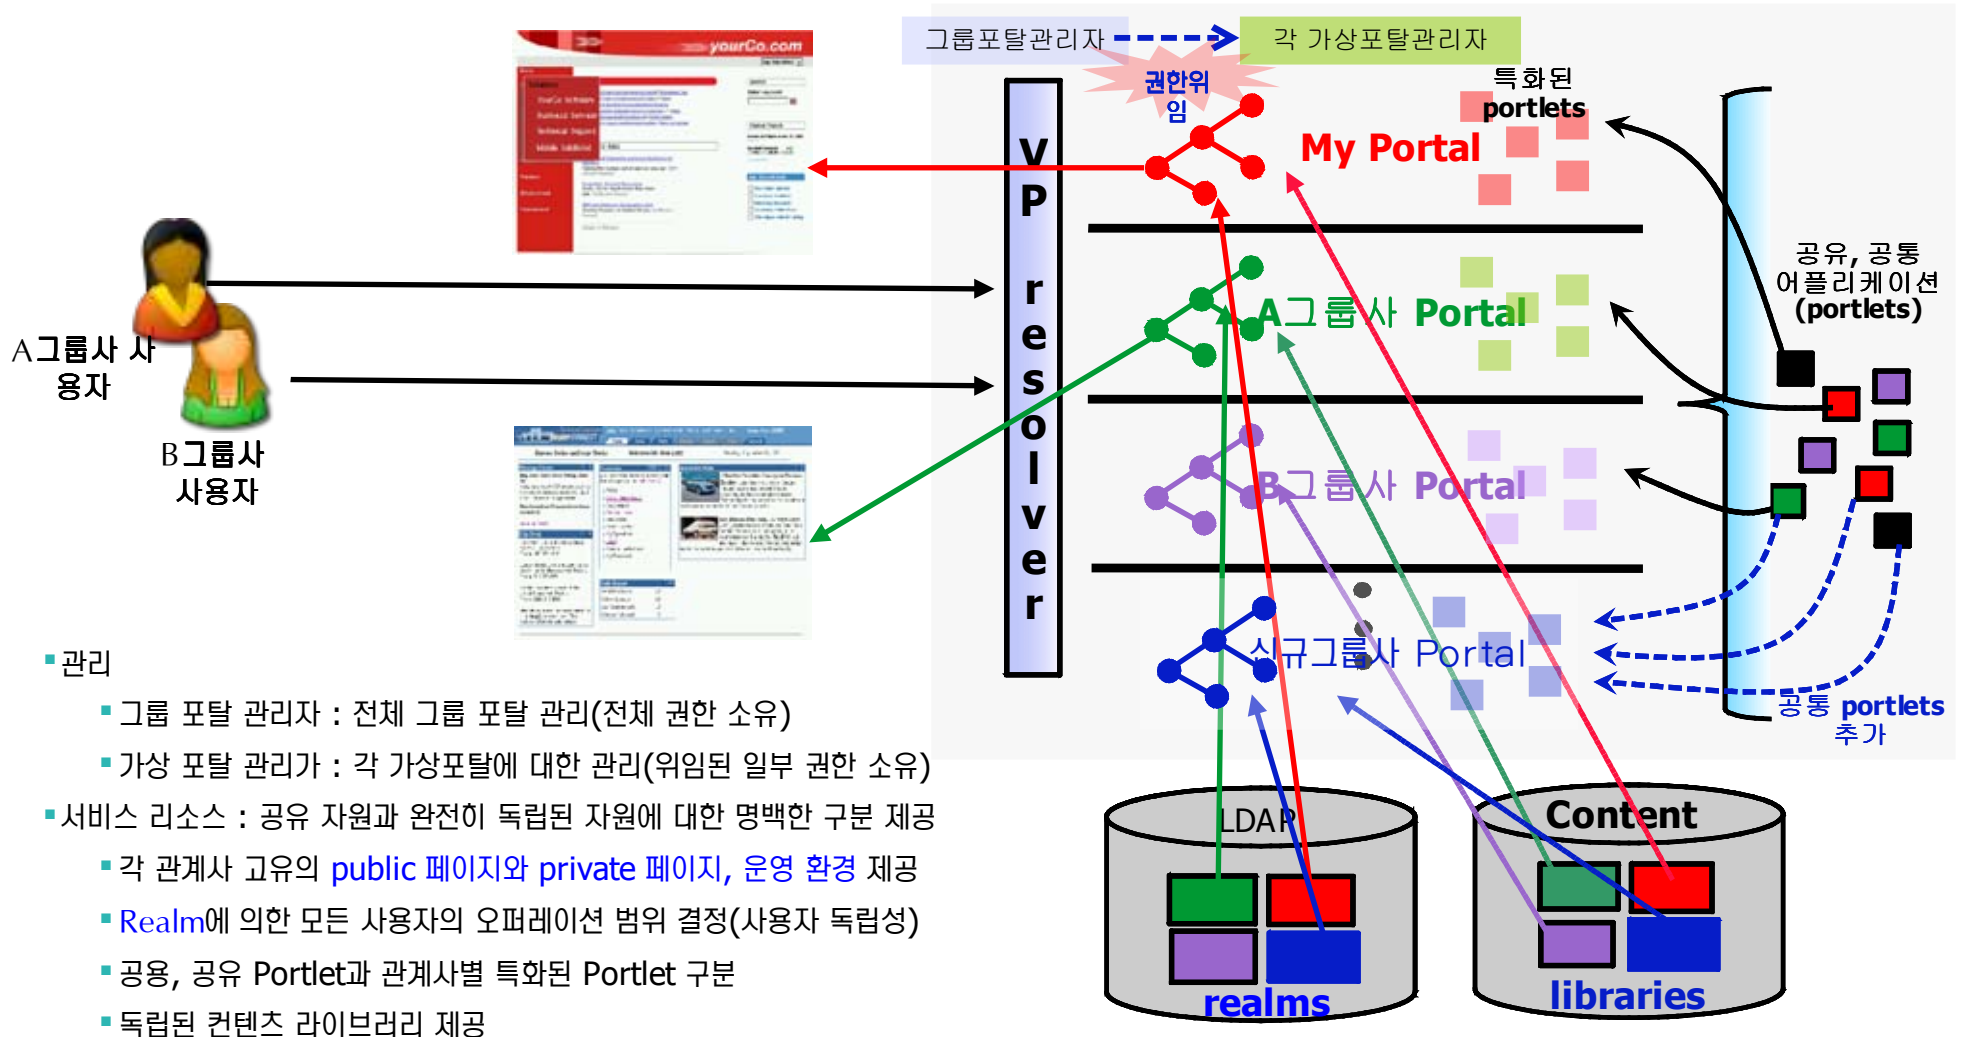 yourCo.com
그룹포탈관리자
각 가상포탈관리자
권한위
임
특화된
portlets
My Portal
VP resolver
A그룹사 Portal
B그룹사 Portal
신규그룹사 Portal
공유, 공통
어플리케이션
(portlets)
공통 portlets
추가
A그룹사 사
용자
B그룹사
사용자
LDAP
realms
Content
libraries
▪관리
▪그룹 포탈 관리자 : 전체 그룹 포탈 관리(전체 권한 소유)
▪가상 포탈 관리가 : 각 가상포탈에 대한 관리(위임된 일부 권한 소유)
▪서비스 리소스 : 공유 자원과 완전히 독립된 자원에 대한 명백한 구분 제공
▪각 관계사 고유의 public 페이지와 private 페이지, 운영 환경 제공
▪Realm에 의한 모든 사용자의 오퍼레이션 범위 결정(사용자 독립성)
▪공용, 공유 Portlet과 관계사별 특화된 Portlet 구분
▪독립된 컨텐츠 라이브러리 제공